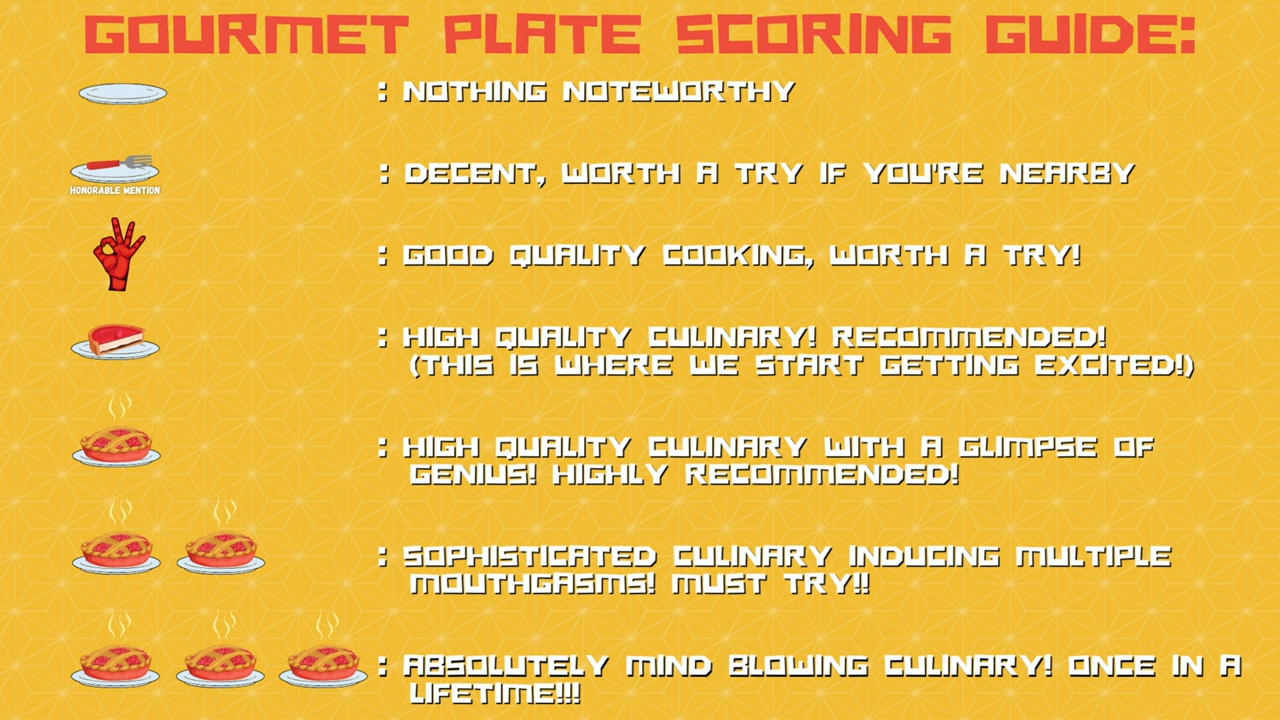 GOURMET PLATE SCORING GUIDE:
: NOTHING NOTEWORTHY
HONORABLE MENTION
: DECENT, WORTH A TRY IF YOU'RE NEARBY
: GOOD QUALITY COOKING, WORTH A TRY!
: HIGH QUALITY CULINARY! RECOMMENDED!
(THIS IS WHERE WE START GETTING EXCITED!)
: HIGH QUALITY CULINARY WITH A GLIMPSE OF
GENIUS! HIGHLY RECOMMENDED!
: SOPHISTICATED CULINARY INDUCING MULTIPLE
MOUTHGASMS! MUST TRY!!
: ABSOLUTELY MIND BLOWING CULINARY! ONCE IN A
LIFETIME!!!